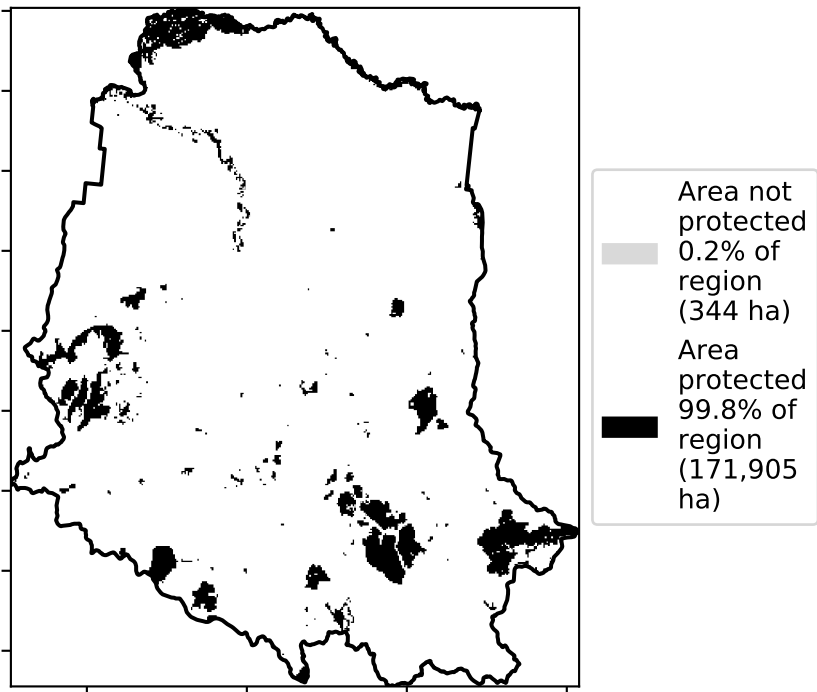 Area not
protected
0.2% of
region
(344 ha)
Area
protected
99.8% of
region
(171,905
ha)